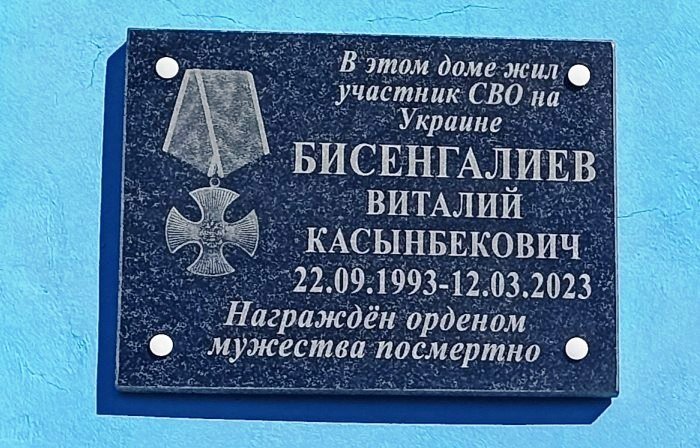 В этом доме жил
участник СВО на
Украине
БИСЕНГАЛИЕВ
ВИТАЛИЙ
КАСЫНБЕКОВИЧ
22.09.1993-12.03.2023
Награждён орденом
мужества посмертно